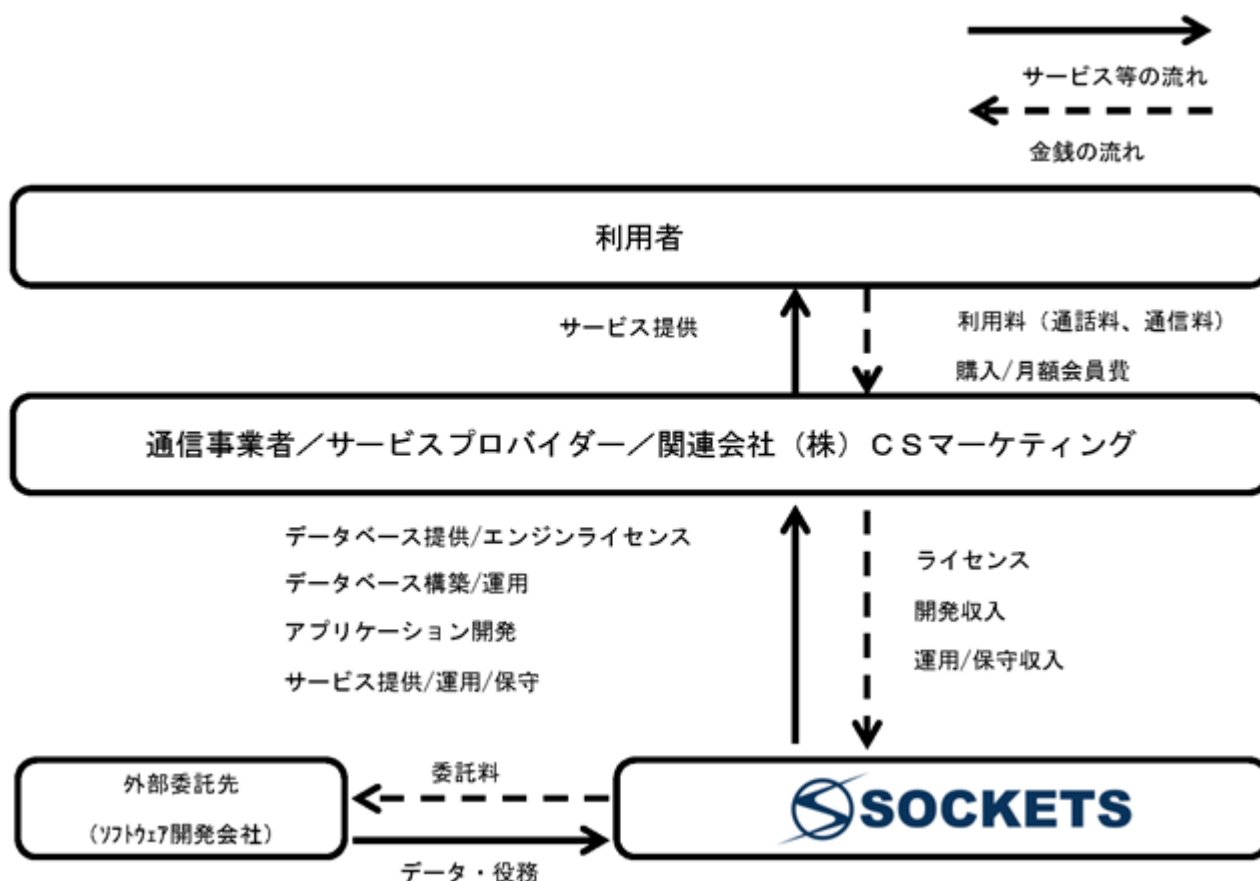 サービス等の流れ
金銭の流れ
利用者
サービス提供
利用料（通話料、通信料）
購入/月額会員費
通信事業者／サービスプロバイダー／関連会社（株）ＣＳマーケティング
データベース提供/エンジンライセンス
データベース構築/運用
アプリケーション開発
サービス提供/運用/保守
ライセンス
開発収入
運用/保守収入
外部委託先
(ｿﾌﾄｳｪｱ開発会社)
委託料
データ・役務
SOCKETS